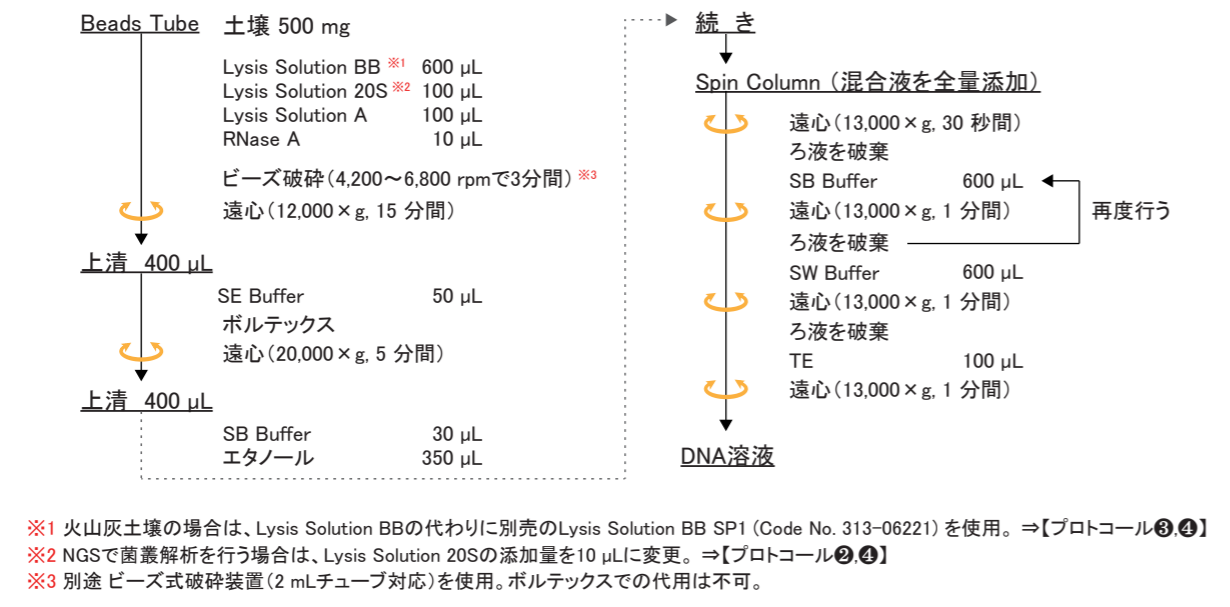 Beads Tube 土壌 500 mg
Lysis Solution BB ※1 600 μL
Lysis Solution 20S ※2 100 μL
Lysis Solution A 100 μL
RNase A 10 μL
ビーズ破砕（4,200～6,800 rpmで3分間）※3
遠心（12,000×g, 15 分間）
上清 400 μL
SE Buffer 50 μL
ボルテックス
遠心（20,000×g, 5 分間）
上清 400 μL
SB Buffer 30 μL
エタノール 350 μL
続 き
Spin Column（混合液を全量添加）
遠心（13,000×g, 30 秒間）
ろ液を破棄
SB Buffer 600 μL
遠心（13,000×g, 1 分間）
再度行う
ろ液を破棄
SW Buffer 600 μL
遠心（13,000×g, 1 分間）
ろ液を破棄
TE 100 μL
遠心（13,000×g, 1 分間）
DNA溶液
※1 火山灰土壌の場合は、Lysis Solution BBの代わりに別売のLysis Solution BB SP1 (Code No. 313-06221) を使用。 ⇒【プロトコール❸,❹】
※2 NGSで菌叢解析を行う場合は、Lysis Solution 20Sの添加量を10 μLに変更。 ⇒【プロトコール❷,❹】
※3 別途 ビーズ式破砕装置（2 mLチューブ対応）を使用。ボルテックスでの代用は不可。